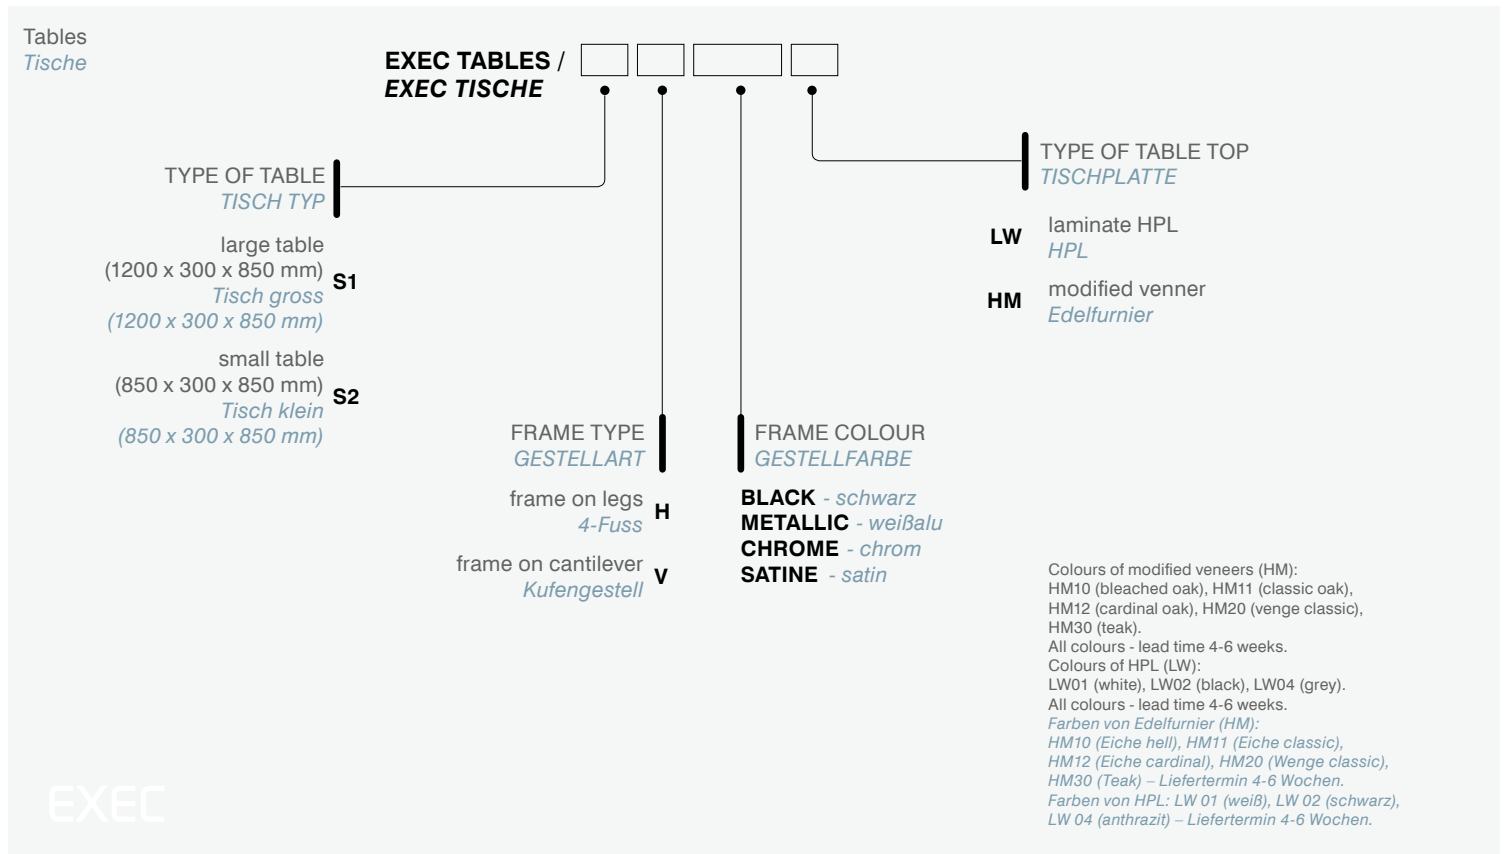 Tables
Tische
EXEC TABLES /
EXEC TISCHE
TYPE OF TABLE
TISCH TYP
large table
(1200 x 300 x 850 mm)
S1
Tisch gross
(1200 x 300 x 850 mm)
small table
(850 x 300 x 850 mm)
S2
Tisch klein
(850 x 300 x 850 mm)
FRAME TYPE
GESTELLART
frame on legs
H
4-Fuss
frame on cantilever
V
Kufengestell
FRAME COLOUR
GESTELLFARBE
BLACK - schwarz
METALLIC - weißalu
CHROME - chrom
SATINE - satin
TYPE OF TABLE TOP
TISCHPLATTE
LW
laminate HPL
HPL
HM
modified venner
Edelfurnier
Colours of modified veneers (HM):
HM10 (bleached oak), HM11 (classic oak),
HM12 (cardinal oak), HM20 (venge classic),
HM30 (teak).
All colours - lead time 4-6 weeks.
Colours of HPL (LW):
LW01 (white), LW02 (black), LW04 (grey).
All colours - lead time 4-6 weeks.
Farben von Edelfurnier (HM):
HM10 (Eiche hell), HM11 (Eiche classic),
HM12 (Eiche cardinal), HM20 (Wenge classic),
HM30 (Teak) – Liefertermin 4-6 Wochen.
Farben von HPL: LW 01 (weiß), LW 02 (schwarz),
LW 04 (anthrazit) – Liefertermin 4-6 Wochen.
EXEC